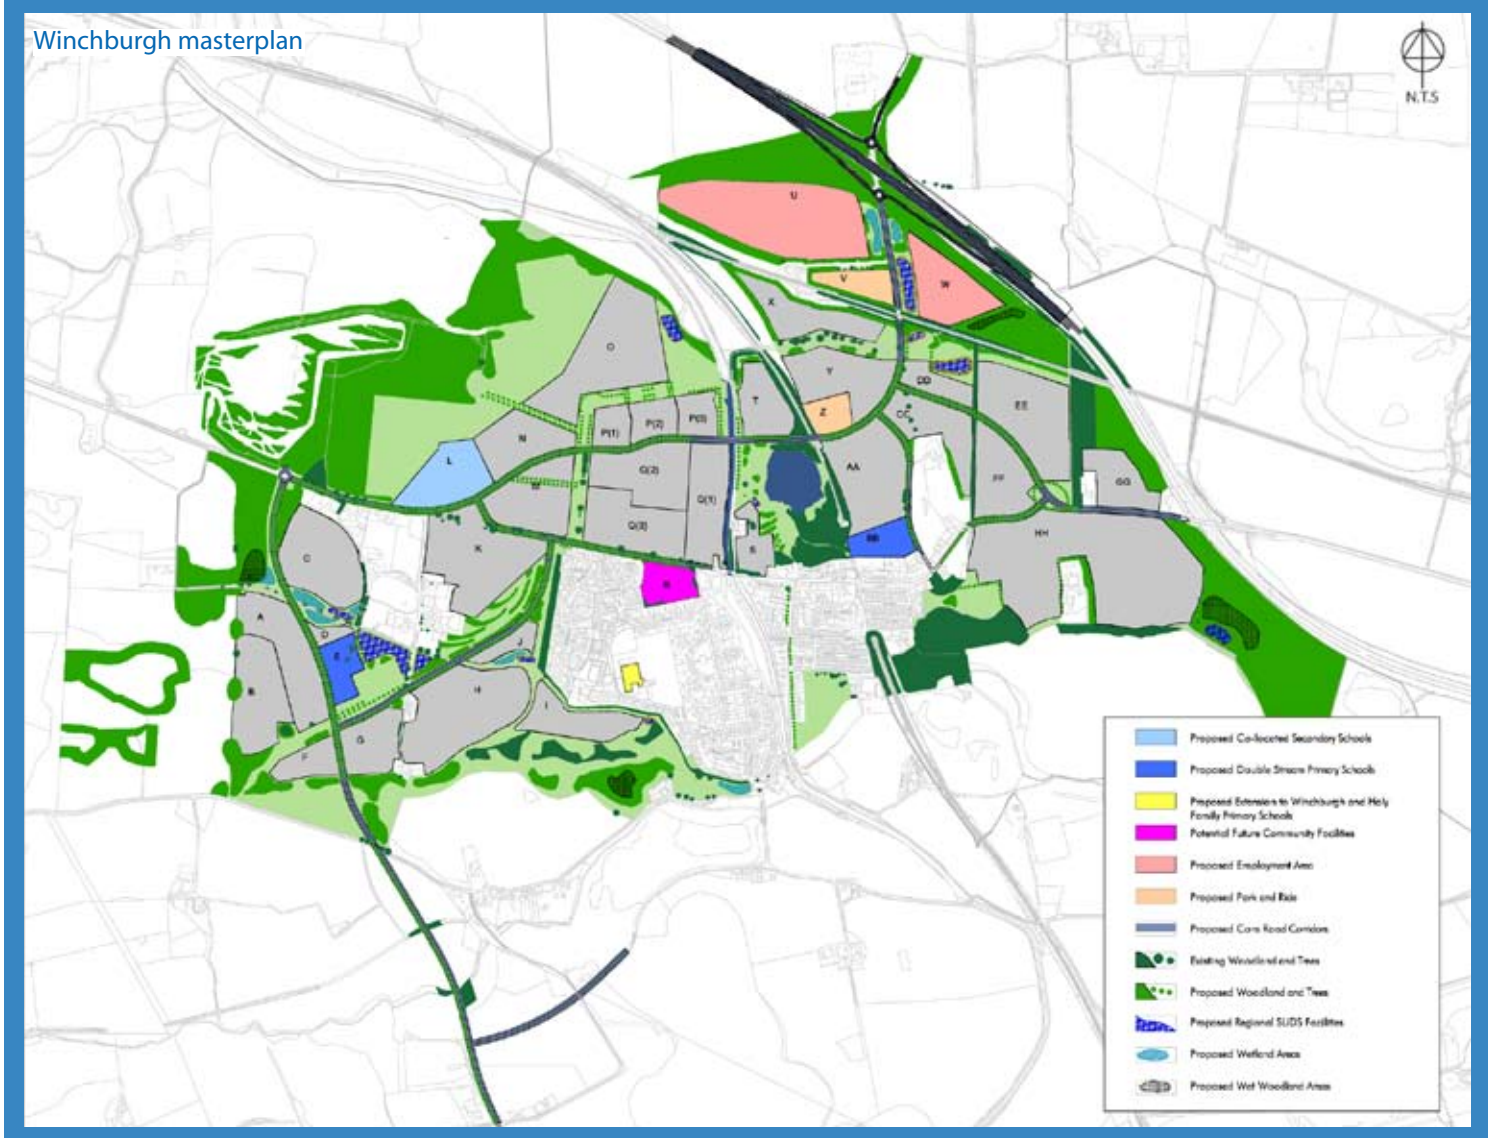 Winchburgh masterplan
N.T.S
U
V
W
X
O
Y
T
EE
DD
Z
CC
P(1)
P(2)
P(3)
N
L
AA
Q(2)
M
FF
GG
Q(1)
Q(3)
BB
HH
K
S
C
R
A
D
J
E
B
H
I
G
F
Proposed Co-located Secondary Schools
Proposed Double Stream Primary Schools
Proposed Extension to Winchburgh and Holy
Family Primary Schools
Potential Future Community Facilities
Proposed Employment Area
Proposed Park and Ride
Proposed Core Road Corridors
Existing Woodland and Trees
Proposed Woodland and Trees
Proposed Regional SUDS Facilities
Proposed Wetland Areas
Proposed Wet Woodland Areas